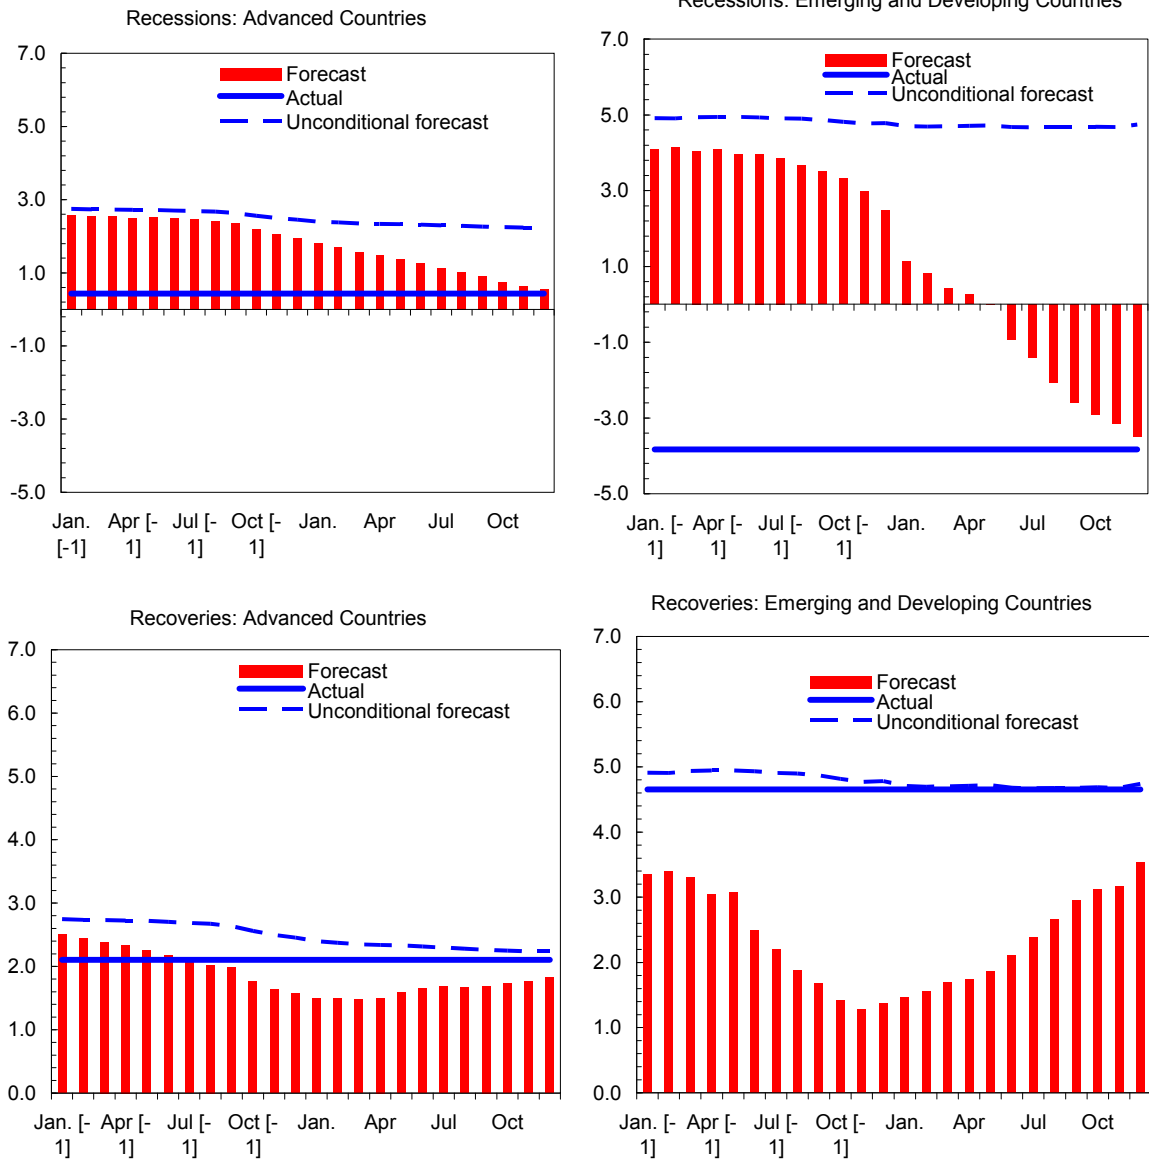 Recessions: Advanced Countries
7.0
5.0
3.0
1.0
-1.0
-3.0
-5.0
Forecast
Actual
Unconditional forecast
Jan. Apr [- Jul [- Oct [- Jan. Apr Jul Oct
[-1] 1] 1] 1]
Recessions: Emerging and Developing Countries
7.0
5.0
3.0
1.0
-1.0
-3.0
-5.0
Forecast
Actual
Unconditional forecast
Jan. [- Apr [- Jul [- Oct [- Jan. Apr Jul Oct
1] 1] 1] 1]
Recoveries: Advanced Countries
7.0
6.0
5.0
4.0
3.0
2.0
1.0
0.0
Forecast
Actual
Unconditional forecast
Jan. [- Apr [- Jul [- Oct [- Jan. Apr Jul Oct
1] 1] 1] 1]
Recoveries: Emerging and Developing Countries
7.0
6.0
5.0
4.0
3.0
2.0
1.0
0.0
Forecast
Actual
Unconditional forecast
Jan. [- Apr [- Jul [- Oct [- Jan. Apr Jul Oct
1] 1] 1] 1]